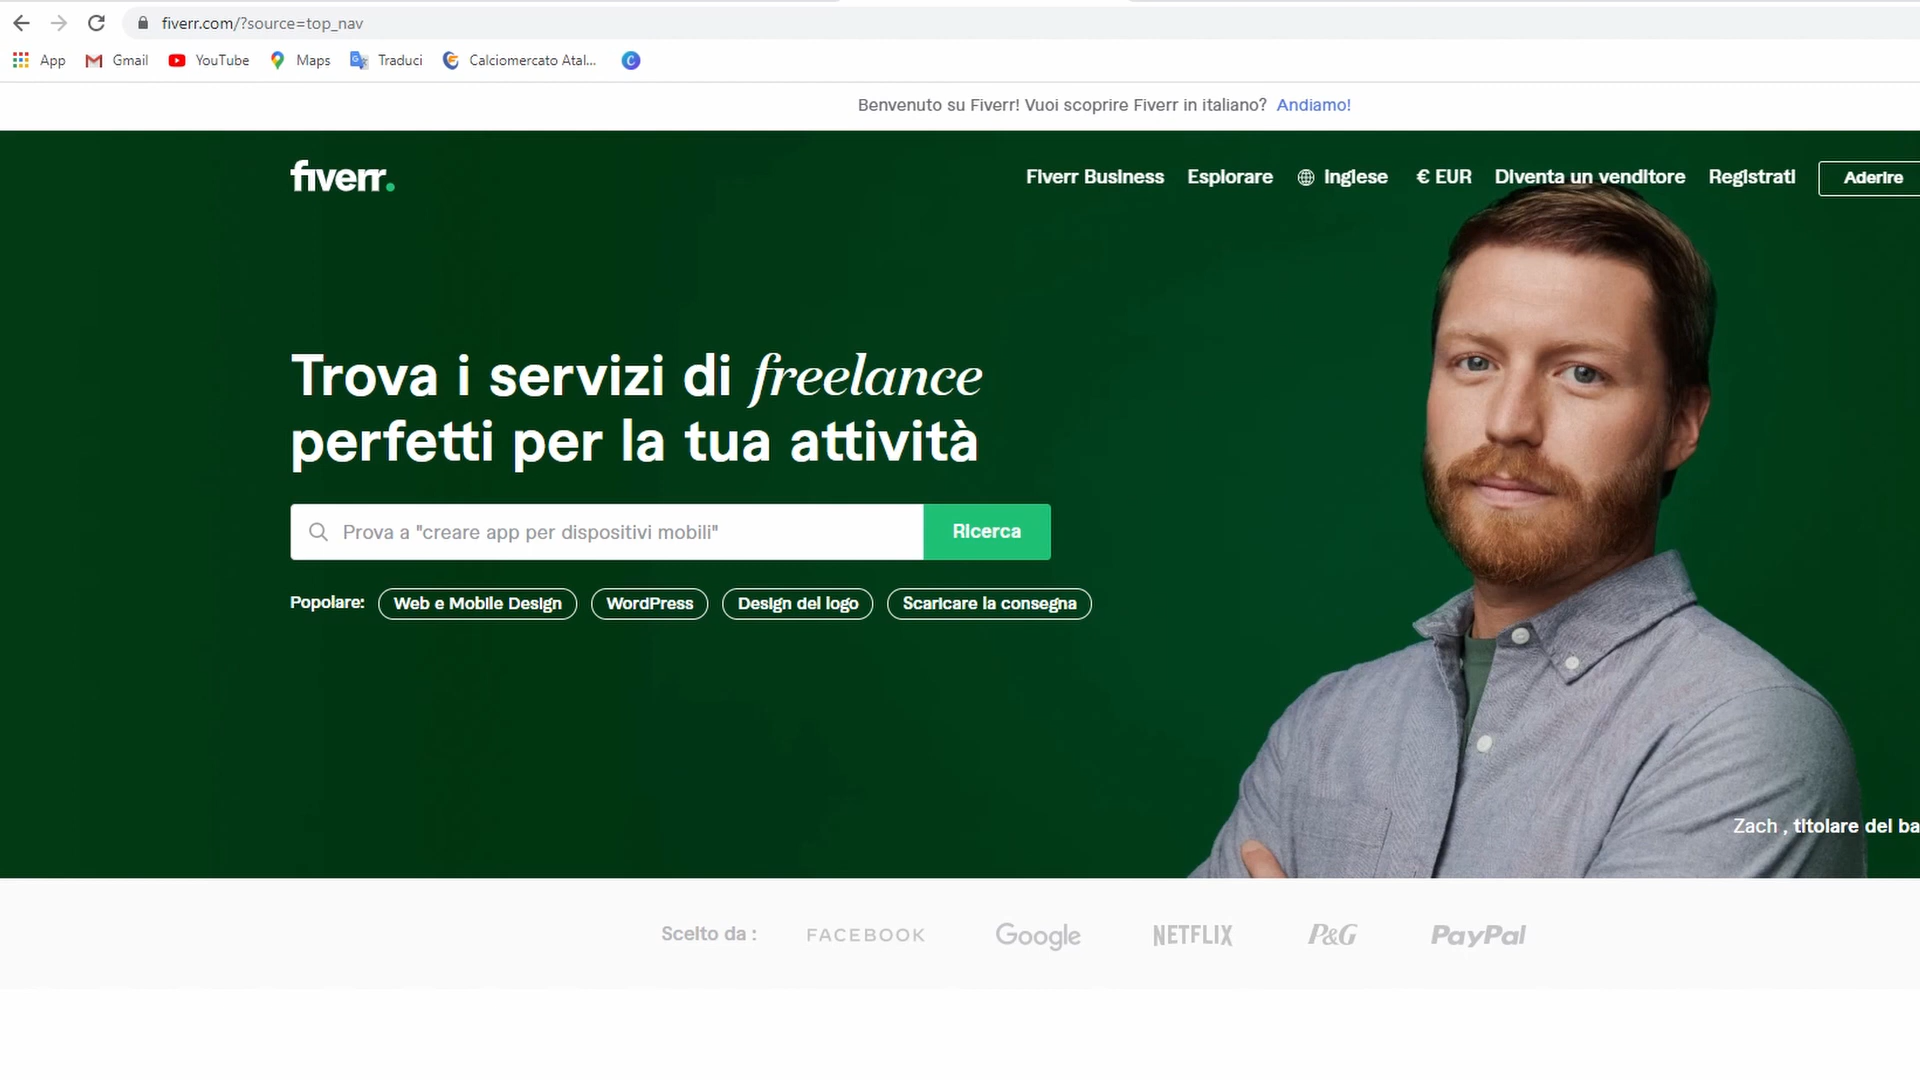 fiverr.com/?source=top_nav
App Gmail YouTube Maps Traduci Calciomercato Atal...
Benvenuto su Fiverr! Vuoi scoprire Fiverr in italiano? Andiamo!
fiverr. Fiverr Business Esplorare Inglese € EUR Diventa un venditore Registrati Aderire
Trova i servizi di freelance
perfetti per la tua attività
Prova a "creare app per dispositivi mobili" Ricerca
Popolare: Web e Mobile Design WordPress Design del logo Scaricare la consegna
Zach , titolare del ba
Scelto da : FACEBOOK Google NETFLIX P&G PayPal